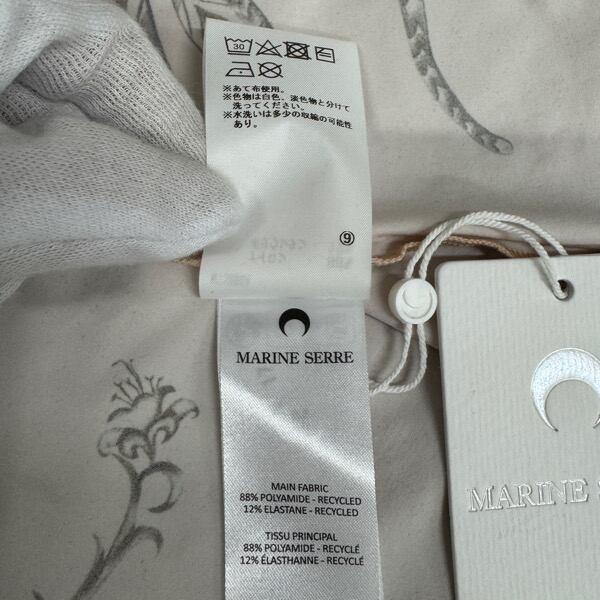 30
※あて布使用。
※色物は白色、淡色物と分けて
洗ってください。
※水洗いは多少の収縮の可能性
あり。
⑨
MARINE SERRE
MAIN FABRIC
88% POLYAMIDE - RECYCLED
12% ELASTANE - RECYCLED
TISSU PRINCIPAL
88% POLYAMIDE - RECYCLÉ
12% ÉLASTHANNE - RECYCLÉ
MARINE S